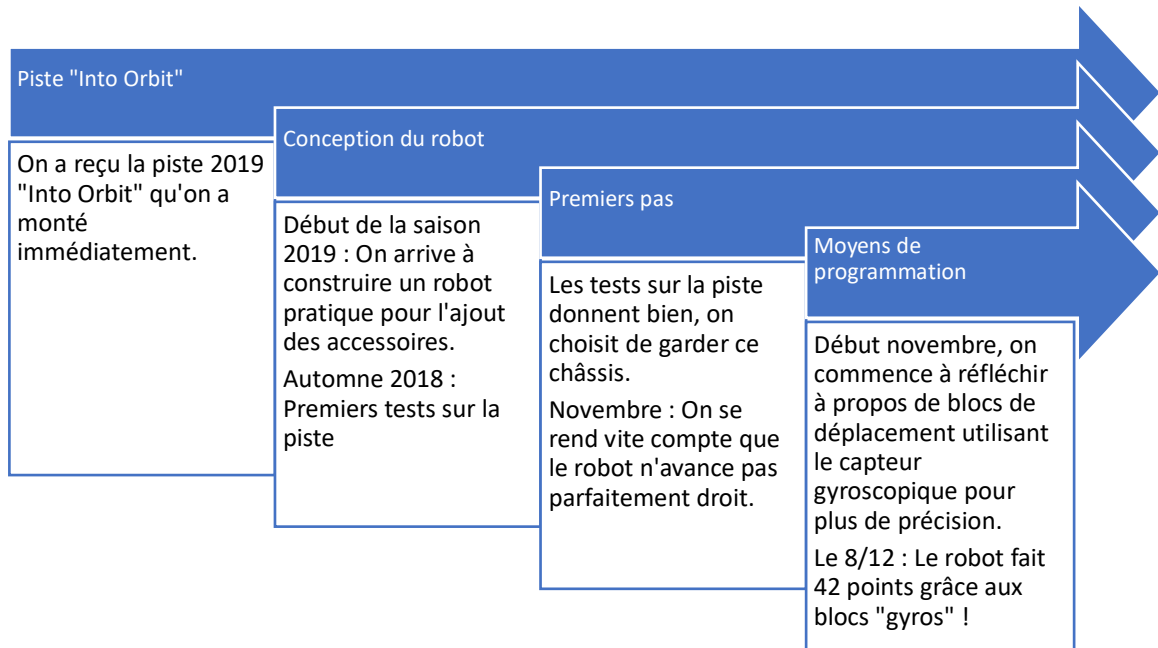 Piste "Into Orbit"
On a reçu la piste 2019
"Into Orbit" qu'on a
monté
immédiatement.
Conception du robot
Début de la saison
2019 : On arrive à
construire un robot
pratique pour l'ajout
des accessoires.
Automne 2018 :
Premiers tests sur la
piste
Premiers pas
Les tests sur la piste
donnent bien, on
choisit de garder ce
châssis.
Novembre : On se
rend vite compte que
le robot n'avance pas
parfaitement droit.
Moyens de
programmation
Début novembre, on
commence à réfléchir
à propos de blocs de
déplacement utilisant
le capteur
gyroscopique pour
plus de précision.
Le 8/12 : Le robot fait
42 points grâce aux
blocs "gyros" !